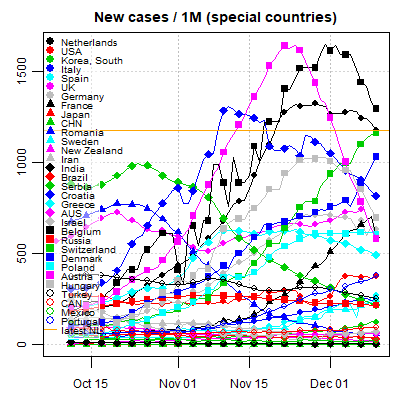 New cases / 1M (special countries)
1500
1000
500
0
Netherlands
USA
Korea, South
Italy
Spain
UK
Germany
France
Japan
CHN
Romania
Sweden
New Zealand
Iran
India
Brazil
Serbia
Croatia
Greece
AUS
Israel
Belgium
Russia
Switzerland
Denmark
Poland
Austria
Hungary
Turkey
CAN
Mexico
Portugal
latest NL
Oct 15
Nov 01
Nov 15
Dec 01